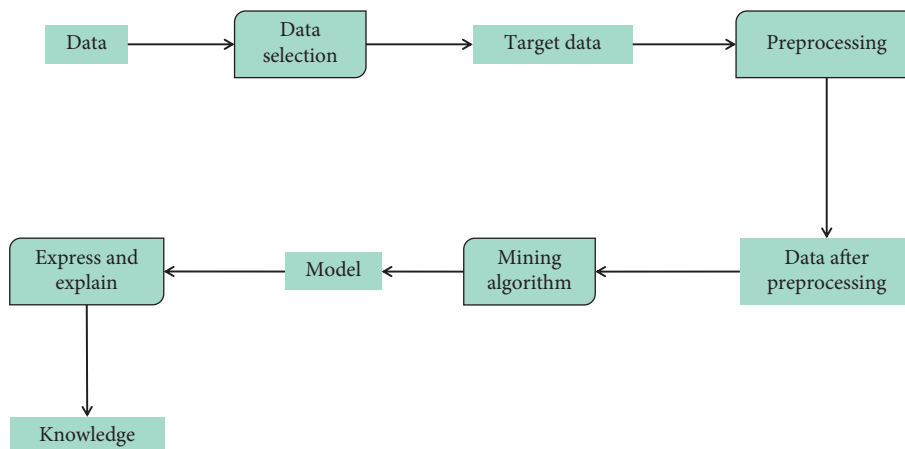 Data
Data
selection
Target data
Preprocessing
Data after
preprocessing
Mining
algorithm
Model
Express and
explain
Knowledge